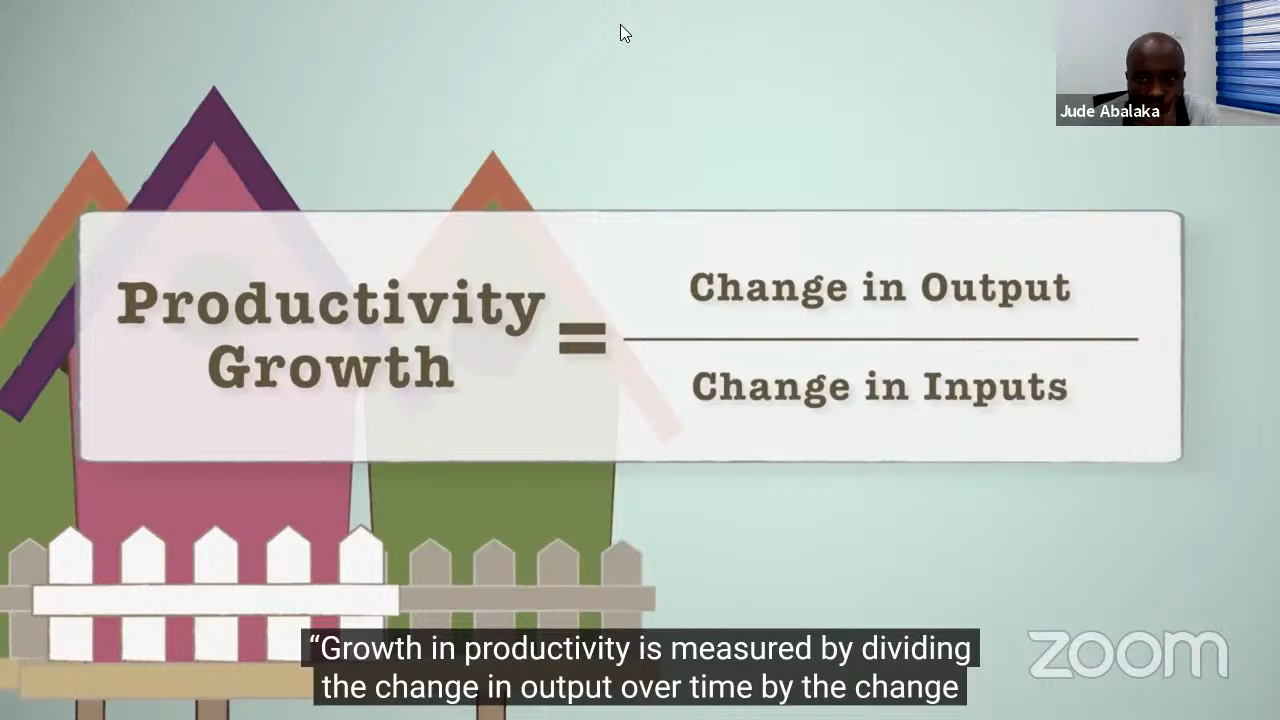 Jude Abalaka
Productivity
Growth
=
Change in Output
Change in Inputs
“Growth in productivity is measured by dividing
the change in output over time by the change
zoom